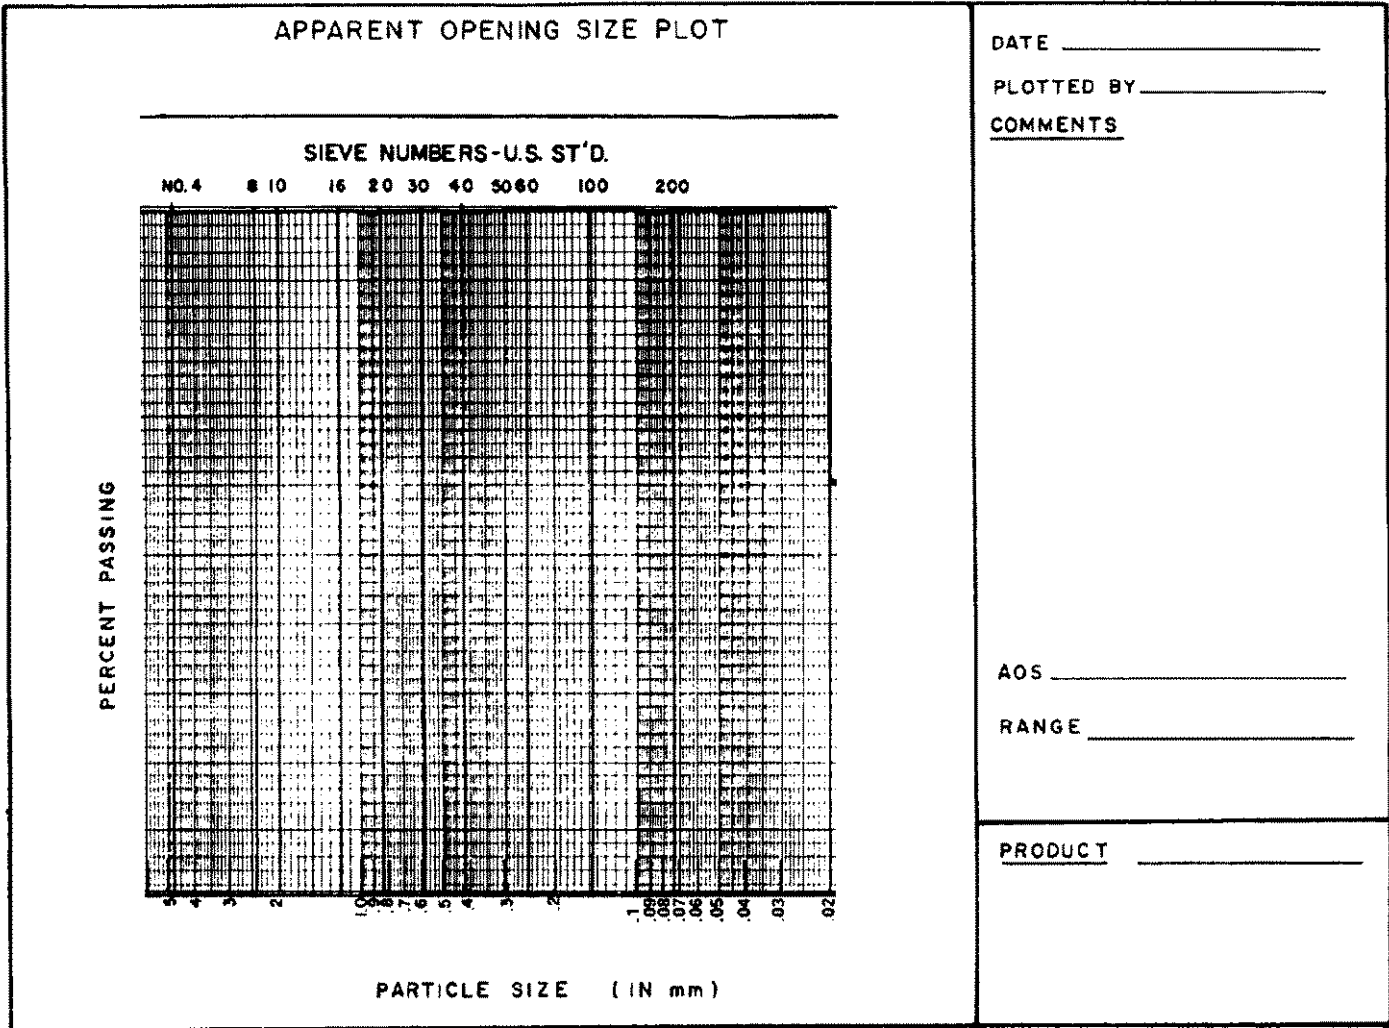 APPARENT OPENING SIZE PLOT
SIEVE NUMBERS-U.S. ST'D.
NO. 4 8 10 16 20 30 40 50 60 100 200
PERCENT PASSING
5 4 3 2 1.0 .9 .8 .7 .6 .5 .4 .3 .2 .1 .09 .08 .07 .06 .05 .04 .03 .02
PARTICLE SIZE (IN mm)
DATE
PLOTTED BY
COMMENTS
AOS
RANGE
PRODUCT